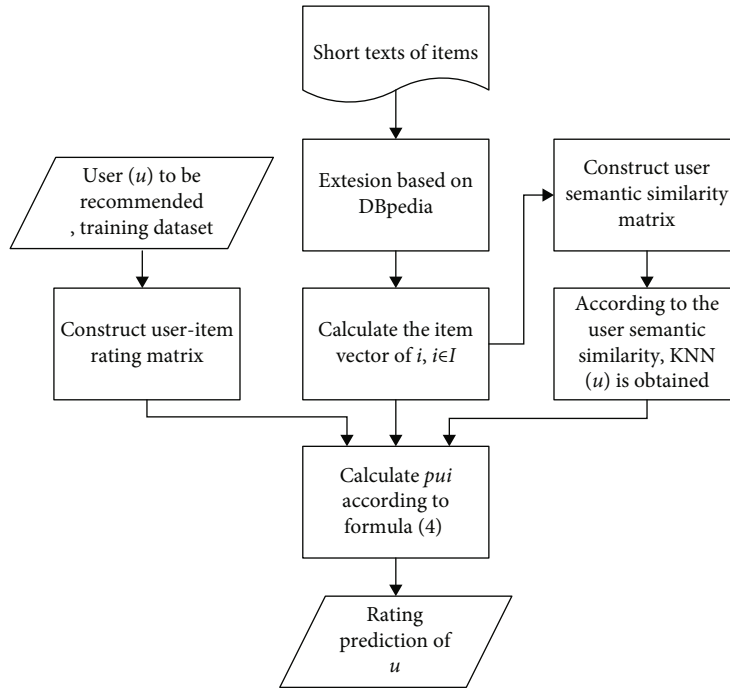 Short texts of items
User (u) to be
recommended
, training dataset
Extesion based on
DBpedia
Construct user
semantic similarity
matrix
Construct user-item
rating matrix
Calculate the item
vector of i, i∈I
According to the
user semantic
similarity, KNN
(u) is obtained
Calculate pui
according to
formula (4)
Rating
prediction of
u